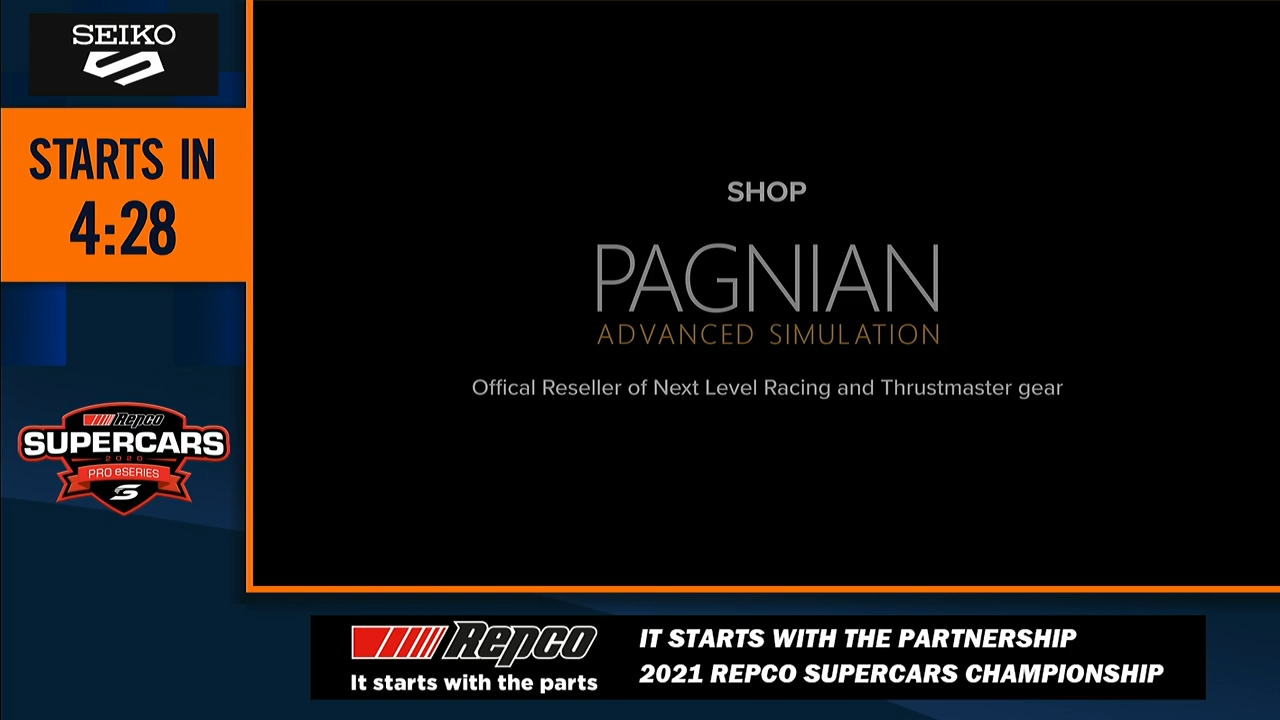 SEIKO
STARTS IN
4:28
Repco
SUPERCARS
2020
PRO eSERIES
SHOP
PAGNIAN
ADVANCED SIMULATION
Offical Reseller of Next Level Racing and Thrustmaster gear
Repco
It starts with the parts
IT STARTS WITH THE PARTNERSHIP
2021 REPCO SUPERCARS CHAMPIONSHIP